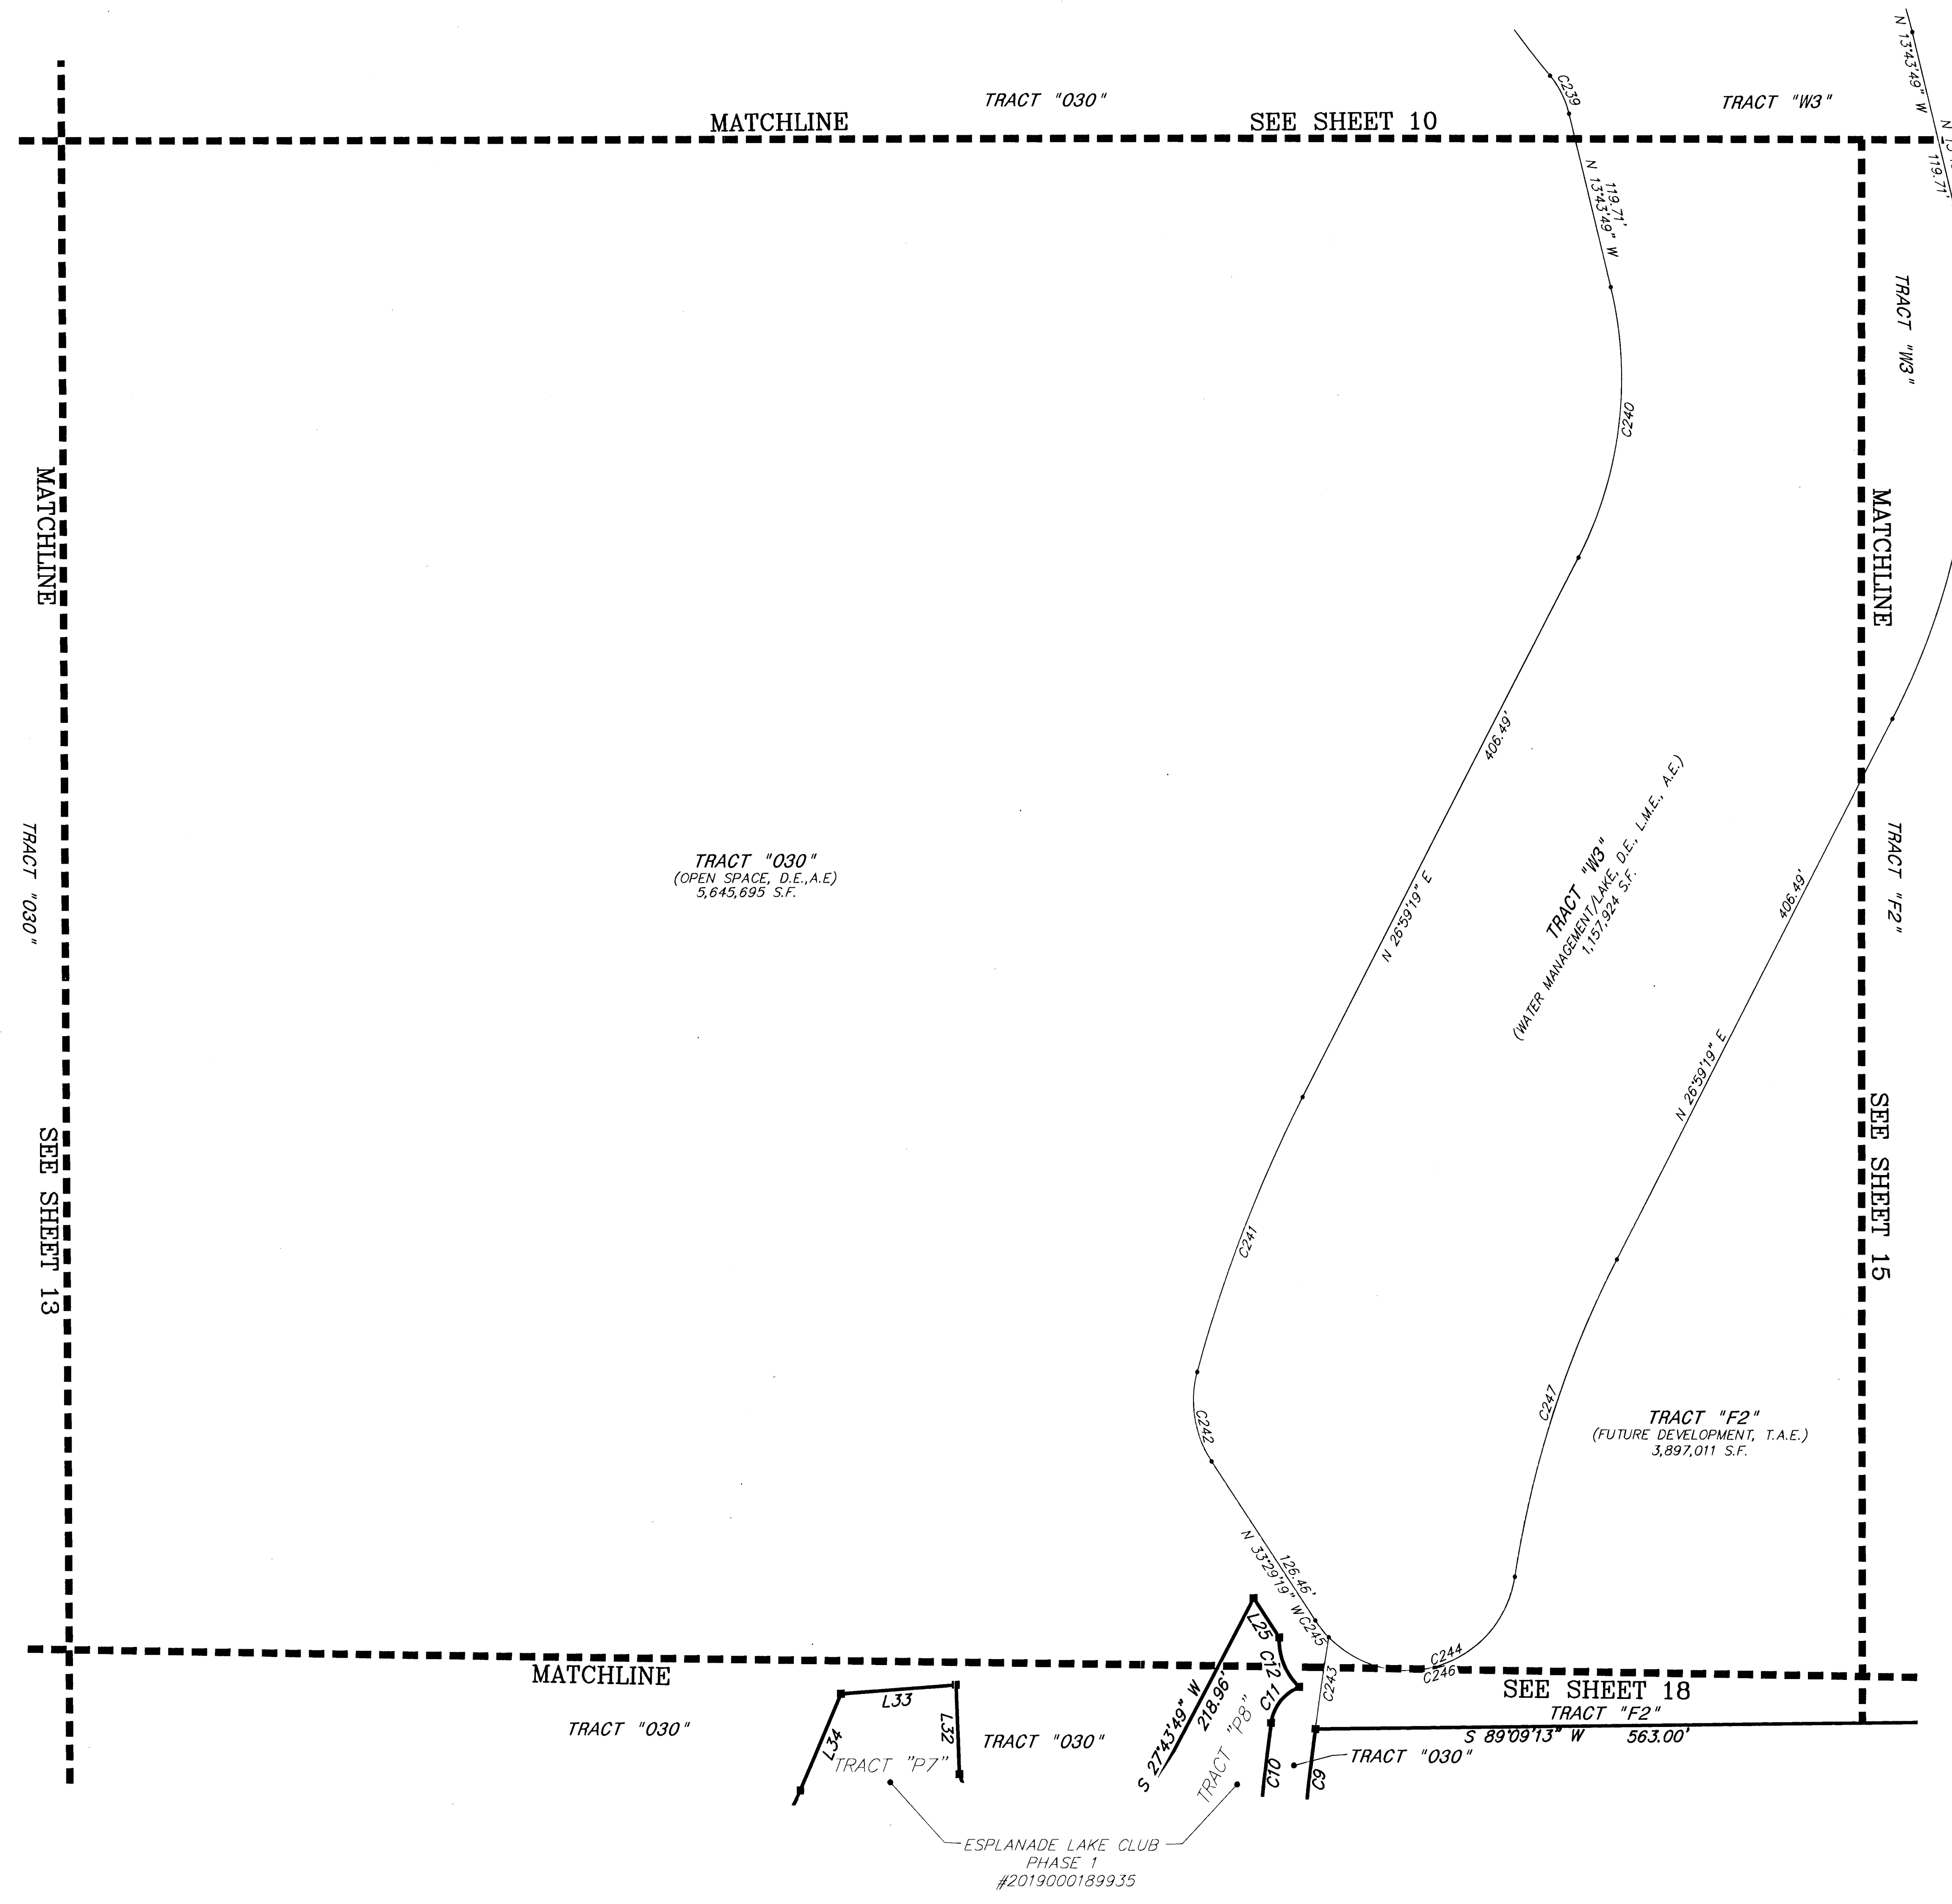 N 13°43'49" W
119.71'
C239
TRACT "030"
TRACT "W3"
MATCHLINE
SEE SHEET 10
N 13°43'49" W
119.71'
TRACT "W3"
C240
MATCHLINE
MATCHLINE
406.49'
N 26°59'19" E
TRACT "W3"
(WATER MANAGEMENT/LAKE, D.E., L.M.E., A.E.)
1,157,924 S.F.
406.49'
N 26°59'19" E
TRACT "030"
TRACT "F2"
TRACT "030"
(OPEN SPACE, D.E.,A.E)
5,645,695 S.F.
SEE SHEET 13
SEE SHEET 15
C241
C242
C247
TRACT "F2"
(FUTURE DEVELOPMENT, T.A.E.)
3,897,011 S.F.
126.46'
N 33°29'19" W
C245
L25
C12
C11
C243
C244
C246
MATCHLINE
SEE SHEET 18
TRACT "F2"
S 89°09'13" W 563.00'
L33
L34
L32
TRACT "030"
TRACT "030"
TRACT "030"
TRACT "P7"
S 27°43'49" W
218.96'
TRACT "P8"
C10
C9
ESPLANADE LAKE CLUB
PHASE 1
#2019000189935